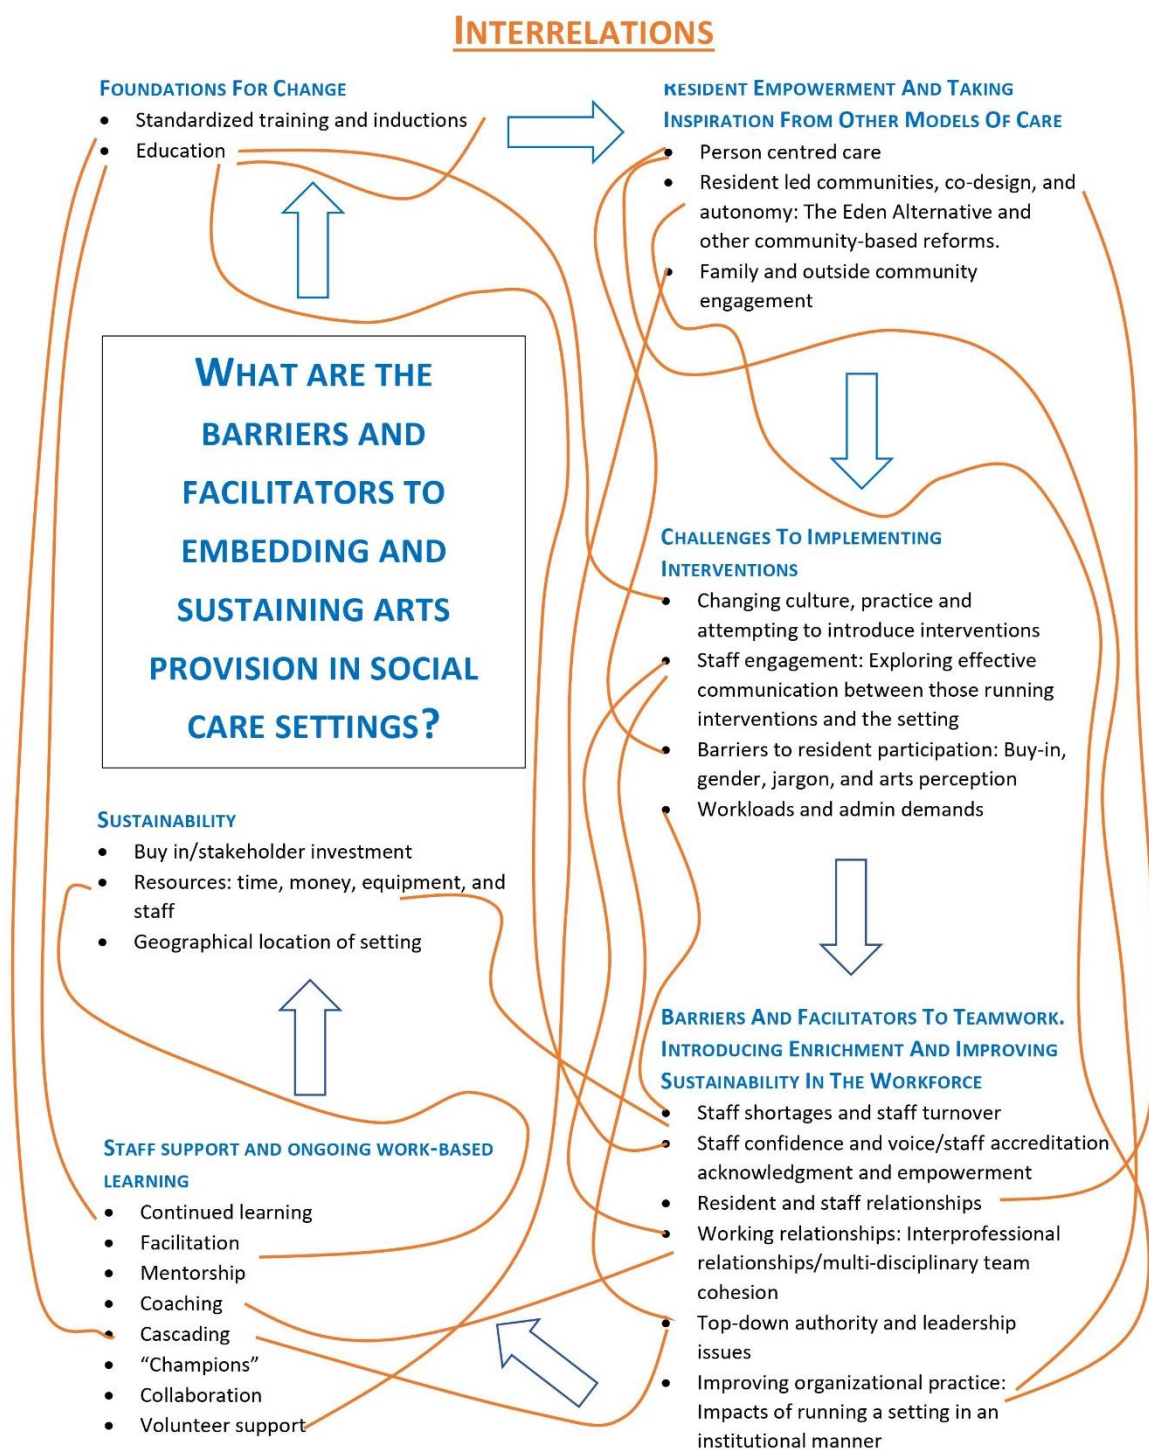 INTERRELATIONS
FOUNDATIONS FOR CHANGE
• Standardized training and inductions
• Education
RESIDENT EMPOWERMENT AND TAKING
INSPIRATION FROM OTHER MODELS OF CARE
• Person centred care
• Resident led communities, co-design, and
autonomy: The Eden Alternative and
other community-based reforms.
• Family and outside community
engagement
WHAT ARE THE
BARRIERS AND
FACILITATORS TO
EMBEDDING AND
SUSTAINING ARTS
PROVISION IN SOCIAL
CARE SETTINGS?
CHALLENGES TO IMPLEMENTING
INTERVENTIONS
• Changing culture, practice and
attempting to introduce interventions
• Staff engagement: Exploring effective
communication between those running
interventions and the setting
• Barriers to resident participation: Buy-in,
gender, jargon, and arts perception
• Workloads and admin demands
SUSTAINABILITY
• Buy in/stakeholder investment
• Resources: time, money, equipment, and
staff
• Geographical location of setting
BARRIERS AND FACILITATORS TO TEAMWORK.
INTRODUCING ENRICHMENT AND IMPROVING
SUSTAINABILITY IN THE WORKFORCE
• Staff shortages and staff turnover
• Staff confidence and voice/staff accreditation
acknowledgment and empowerment
• Resident and staff relationships
• Working relationships: Interprofessional
relationships/multi-disciplinary team
cohesion
• Top-down authority and leadership
issues
• Improving organizational practice:
Impacts of running a setting in an
institutional manner
STAFF SUPPORT AND ONGOING WORK-BASED
LEARNING
• Continued learning
• Facilitation
• Mentorship
• Coaching
• Cascading
• “Champions”
• Collaboration
• Volunteer support